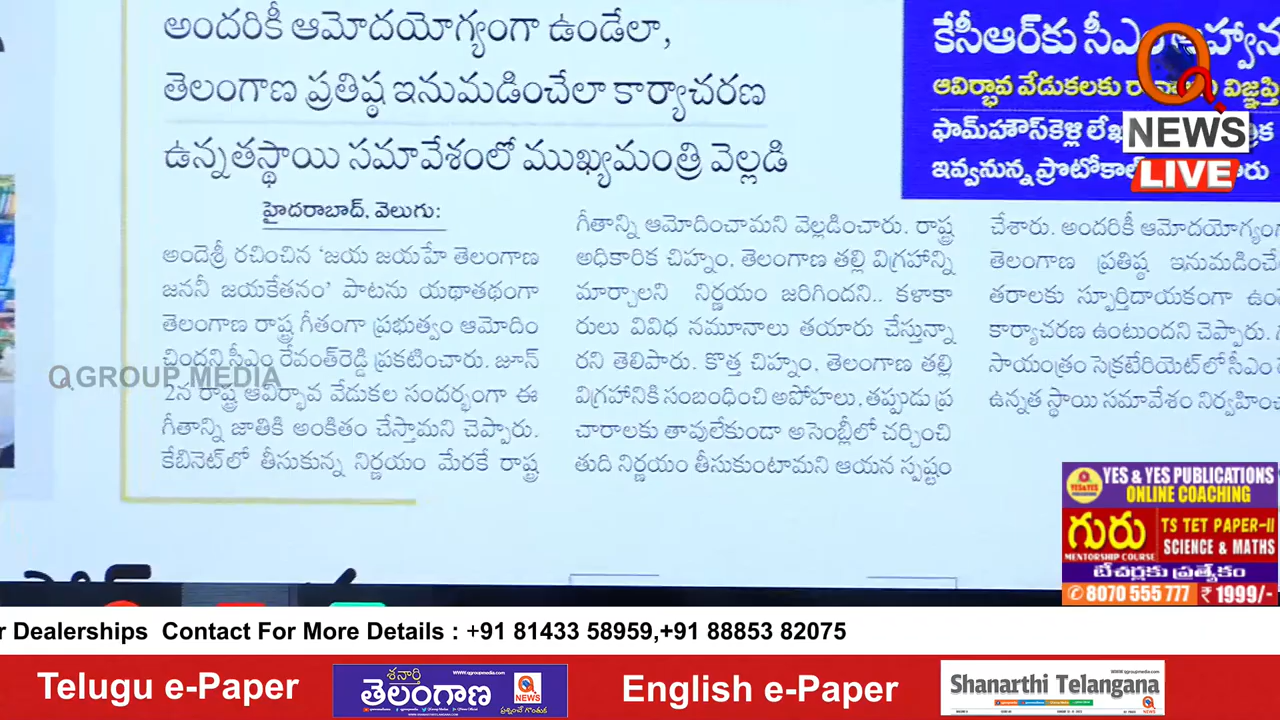 అందరికీ ఆమోదయోగ్యంగా ఉండేలా,
తెలంగాణ ప్రతిష్ఠ ఇనుమడించేలా కార్యాచరణ
ఉన్నతస్థాయి సమావేశంలో ముఖ్యమంత్రి వెల్లడి
హైదరాబాద్, వెలుగు:
అందెశ్రీ రచించిన ‘జయ జయహే తెలంగాణ
జననీ జయకేతనం’ పాటను యథాతథంగా
తెలంగాణ రాష్ట్ర గీతంగా ప్రభుత్వం ఆమోదిం
చిందని సీఎం రేవంత్‌రెడ్డి ప్రకటించారు. జూన్
2న రాష్ట్ర ఆవిర్భావ వేడుకల సందర్భంగా ఈ
గీతాన్ని జాతికి అంకితం చేస్తామని చెప్పారు.
కేబినెట్‌లో తీసుకున్న నిర్ణయం మేరకే రాష్ట్ర
గీతాన్ని ఆమోదించామని వెల్లడించారు. రాష్ట్ర
అధికారిక చిహ్నం, తెలంగాణ తల్లి విగ్రహాన్ని
మార్చాలని నిర్ణయం జరిగిందని.. కళాకా
రులు వివిధ నమూనాలు తయారు చేస్తున్నా
రని తెలిపారు. కొత్త చిహ్నం, తెలంగాణ తల్లి
విగ్రహానికి సంబంధించి అపోహలు, తప్పుడు ప్ర
చారాలకు తావులేకుండా అసెంబ్లీలో చర్చించి
తుది నిర్ణయం తీసుకుంటామని ఆయన స్పష్టం
చేశారు. అందరికీ ఆమోదయోగ్యంగా
తెలంగాణ ప్రతిష్ఠ
తరాలకు స్ఫూర్తిదాయకంగా
కార్యాచరణ ఉంటుందని చెప్పారు.
సాయంత్రం సెక్రటేరియెట్‌లో సీఎం
ఉన్నత స్థాయి సమావేశం
కేసీఆర్‌కు
ఆవిర్భావ వేడుకలకు
ఫామ్‌హౌస్‌కెళ్లి
ఇవ్వనున్న
Q
NEWS
LIVE
QGROUP MEDIA
YES & YES PUBLICATIONS
ONLINE COACHING
గురు
MENTORSHIP COURSE
TS TET PAPER-II
SCIENCE & MATHS
టీచర్లకు ప్రత్యేకం
8070 555 777 ₹ 1999/-
Dealerships Contact For More Details : +91 81433 58959,+91 88853 82075
Telugu e-Paper
శనార్తి
తెలంగాణ
NEWS
English e-Paper
Shanarthi Telangana